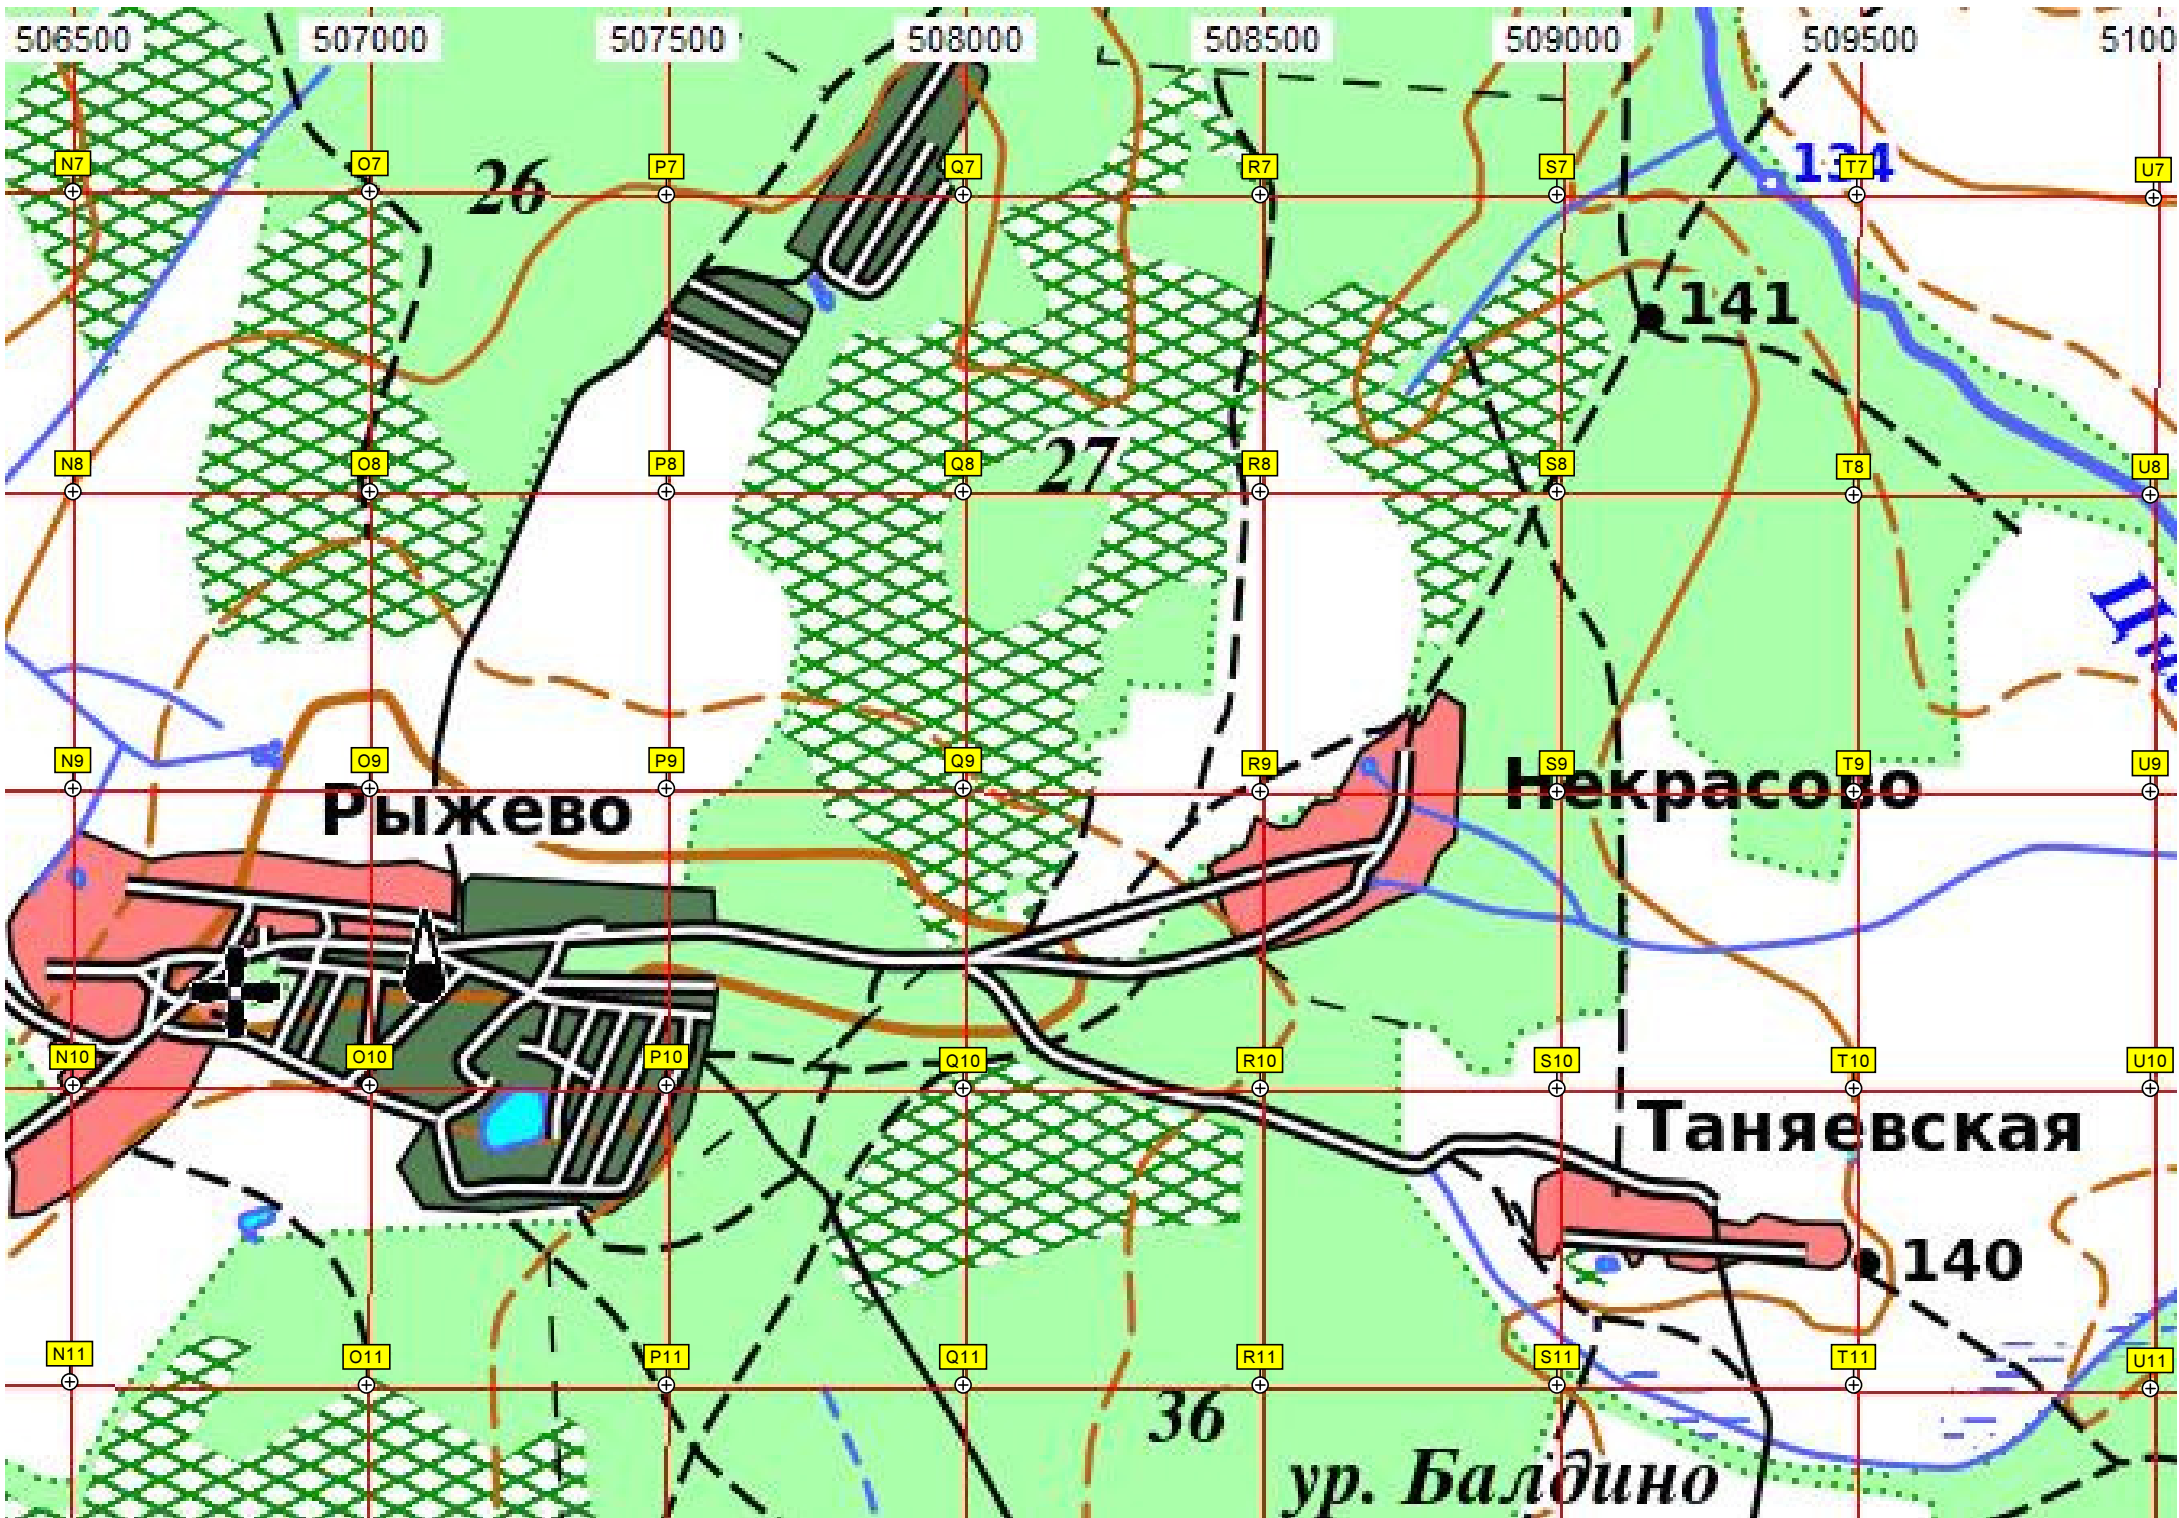 506500 507000 507500 508000 508500 509000 509500 5100
N7 O7 26 P7 Q7 R7 S7 134 T7 U7
141
N8 O8 P8 Q8 27 R8 S8 T8 U8
N9 O9 P9 Q9 R9 S9 T9 U9
Рыжево Некрасово
N10 O10 P10 Q10 R10 S10 T10 U10
Таняевская
140
N11 O11 P11 Q11 R11 S11 T11 U11
36
ур. Балдино